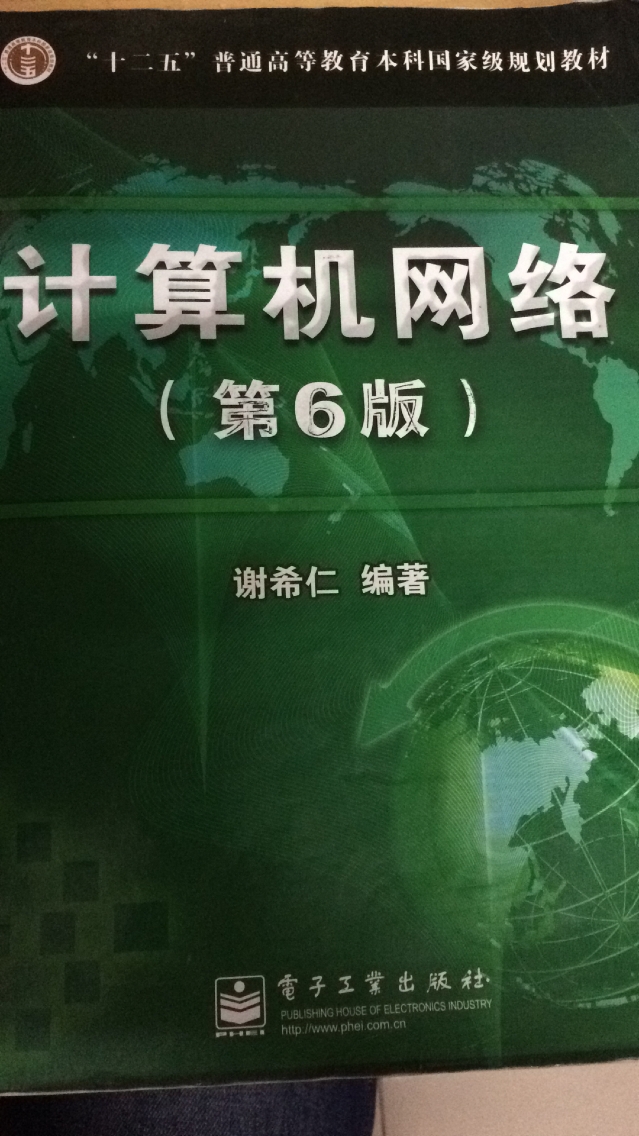 “十二五”普通高等教育本科国家级规划教材
计算机网络
（第6版）
谢希仁 编著
電子工業出版社·
PUBLISHING HOUSE OF ELECTRONICS INDUSTRY
http://www.phei.com.cn